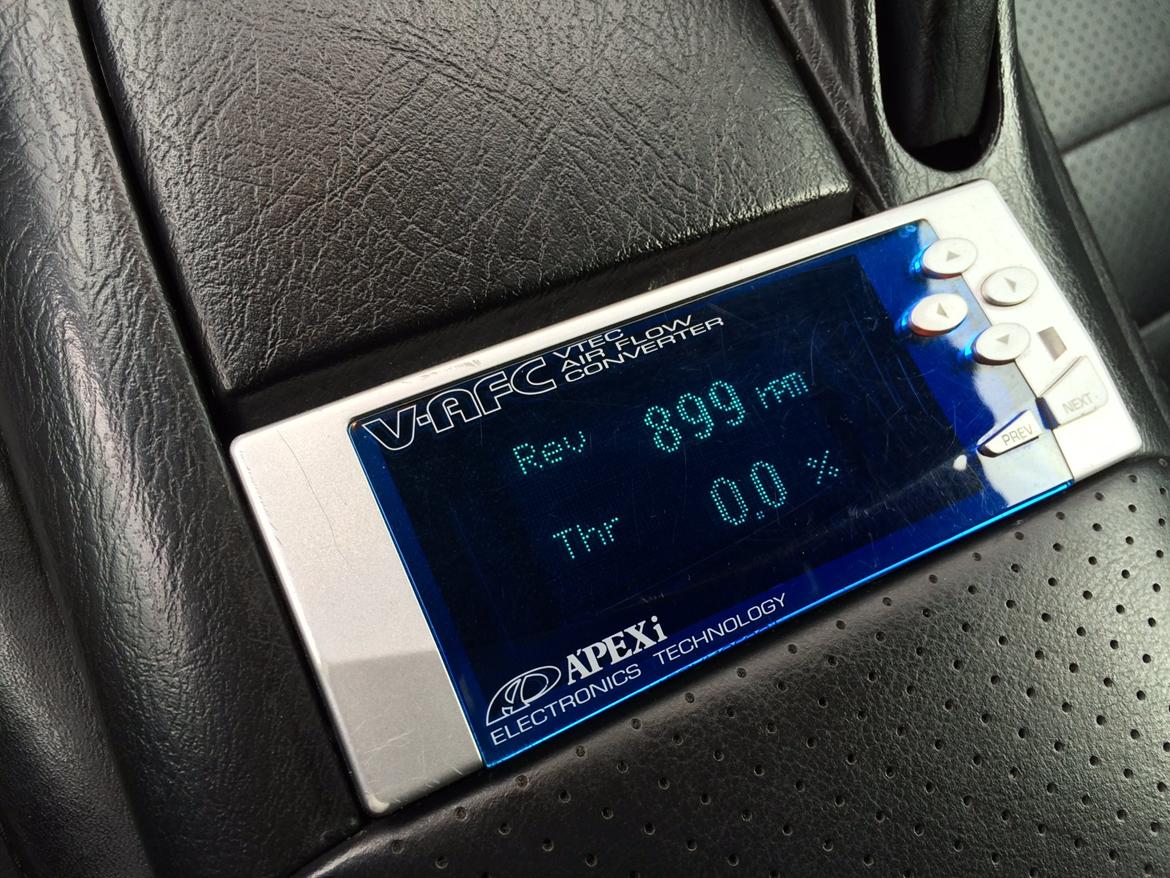 V·AFC VTEC
AIR FLOW
CONVERTER
Rev 899 rpm
Thr 0.0 %
A'PEXi
ELECTRONICS TECHNOLOGY
PREV
NEXT